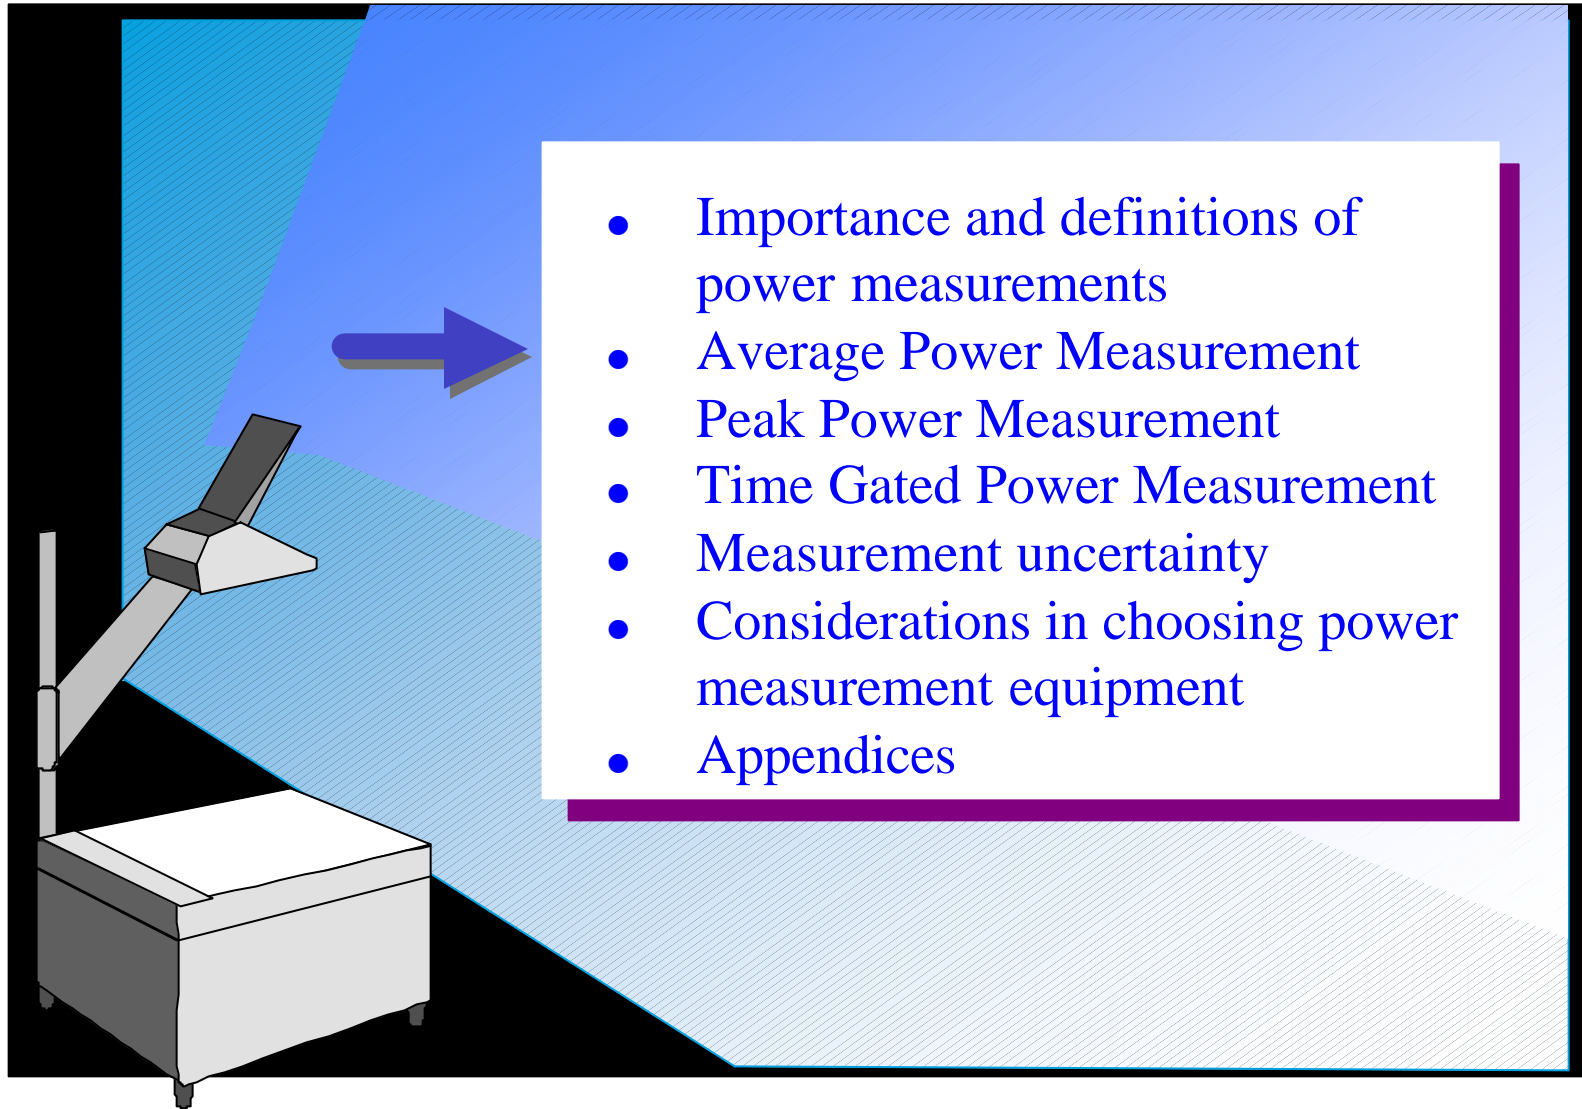 ● Importance and definitions of
power measurements
● Average Power Measurement
● Peak Power Measurement
● Time Gated Power Measurement
● Measurement uncertainty
● Considerations in choosing power
measurement equipment
● Appendices